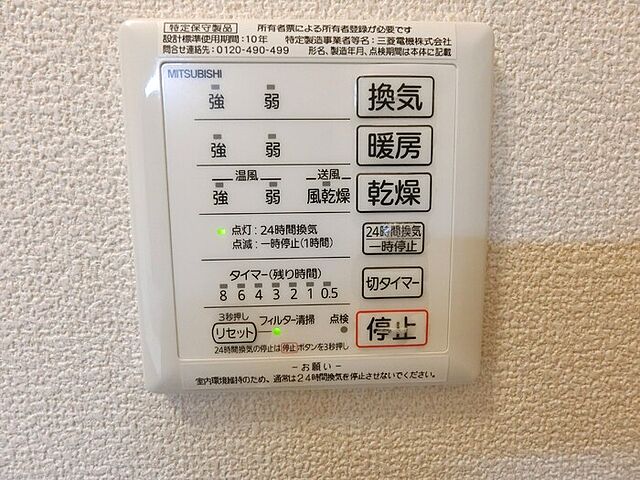 特定保守製品 所有者票による所有者登録が必要です
設計標準使用期間:10年 特定製造事業者等名:三菱電機株式会社
問合せ連絡先:0120-490-499 形名、製造年月、点検期間は本体に記載
MITSUBISHI
強 弱 換気
強 弱 暖房
温風 送風
強 弱 風乾燥 乾燥
点灯:24時間換気
点滅:一時停止(1時間)
24時間換気
一時停止
タイマー(残り時間)
8 6 4 3 2 1 0.5
切タイマー
3秒押し
リセット フィルター清掃 点検
停止
24時間換気の停止は停止ボタンを3秒押し
-お願い-
室内環境維持のため、通常は24時間換気を停止させないでください。